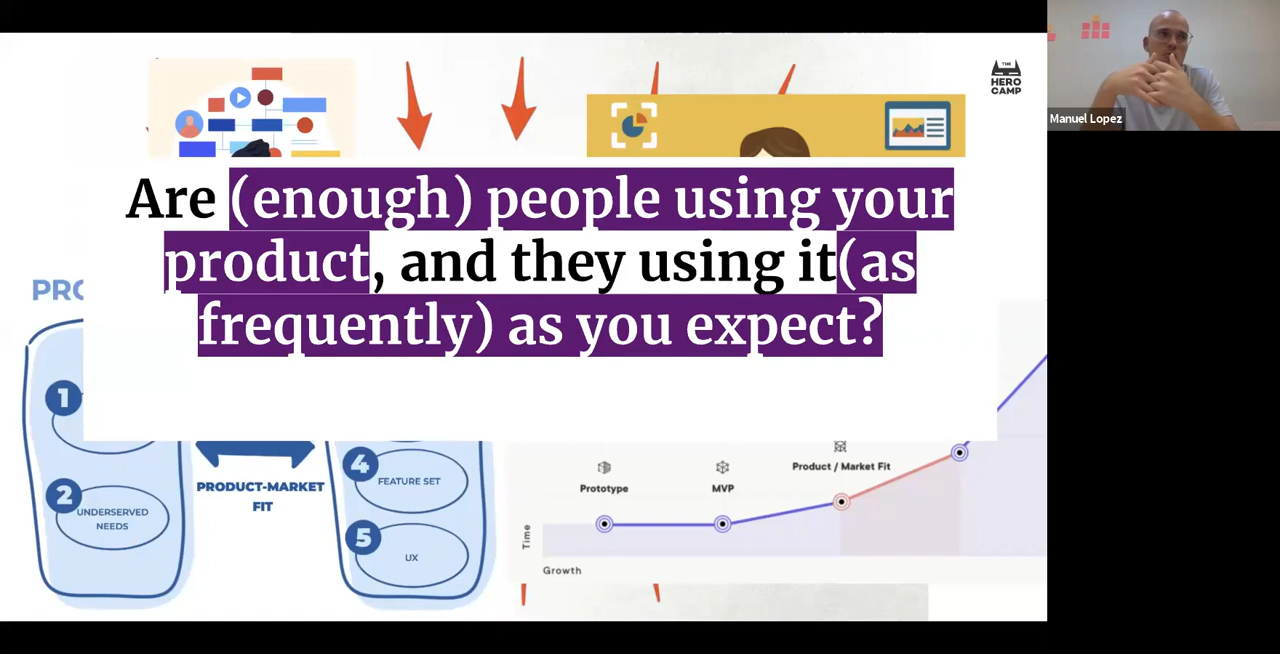 THE
HERO
CAMP
Manuel Lopez
Are (enough) people using your
product, and they using it(as
frequently) as you expect?
1
2
UNDERSERVED
NEEDS
PRODUCT-MARKET
FIT
4
FEATURE SET
5
UX
Prototype
MVP
Product / Market Fit
Time
Growth